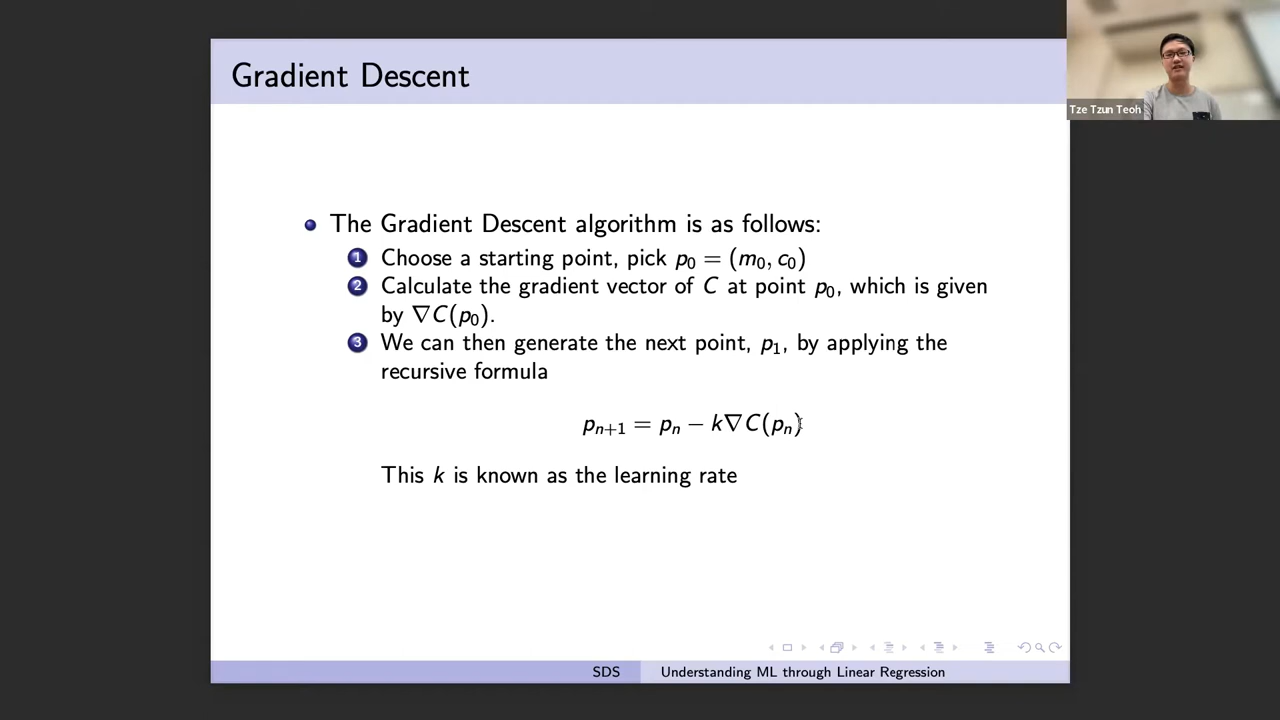 Gradient Descent
Tze Tzun Teoh
The Gradient Descent algorithm is as follows:
1 Choose a starting point, pick p₀ = (m₀, c₀)
2 Calculate the gradient vector of C at point p₀, which is given
by ∇C(p₀).
3 We can then generate the next point, p₁, by applying the
recursive formula
pₙ₊₁ = pₙ − k∇C(pₙ)
This k is known as the learning rate
SDS
Understanding ML through Linear Regression